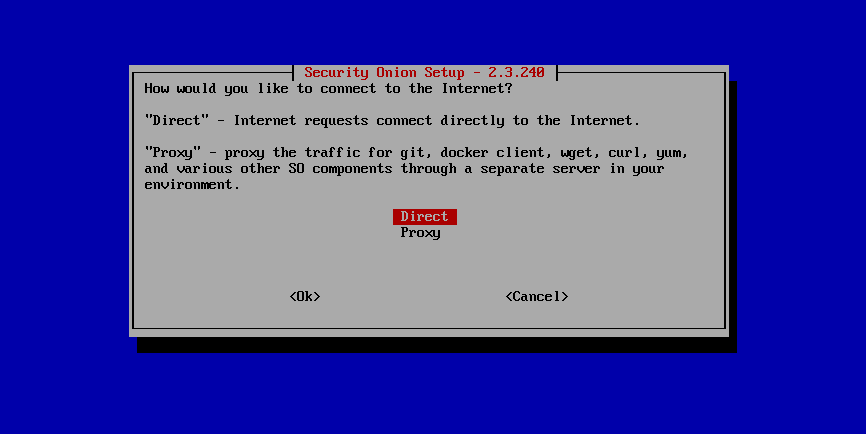 Security Onion Setup - 2.3.240
How would you like to connect to the Internet?
"Direct" - Internet requests connect directly to the Internet.
"Proxy" - proxy the traffic for git, docker client, wget, curl, yum,
and various other SO components through a separate server in your
environment.
Direct
Proxy
<Ok> <Cancel>